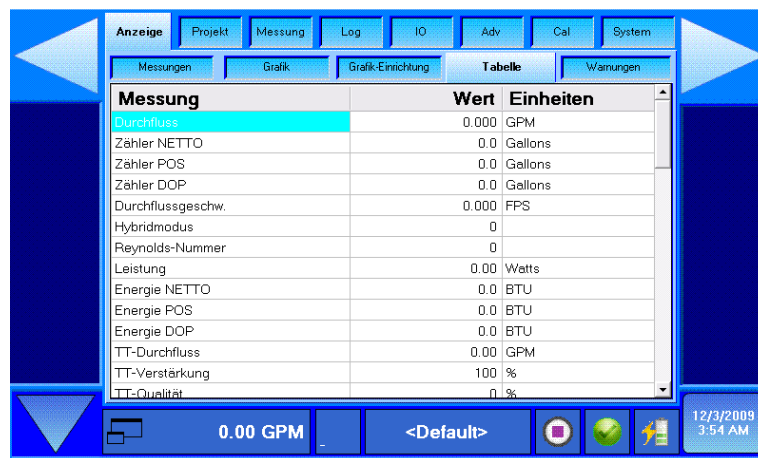 Anzeige Projekt Messung Log IO Adv Cal System
Messungen Grafik Grafik-Einrichtung Tabelle Warnungen
Messung Wert Einheiten
Durchfluss 0.000 GPM
Zähler NETTO 0.0 Gallons
Zähler POS 0.0 Gallons
Zähler DOP 0.0 Gallons
Durchflussgeschw. 0.000 FPS
Hybridmodus 0
Reynolds-Nummer 0
Leistung 0.00 Watts
Energie NETTO 0.0 BTU
Energie POS 0.0 BTU
Energie DOP 0.0 BTU
TT-Durchfluss 0.00 GPM
TT-Verstärkung 100 %
TT-Qualität 0 %
0.00 GPM _ <Default>
12/3/2009
3:54 AM